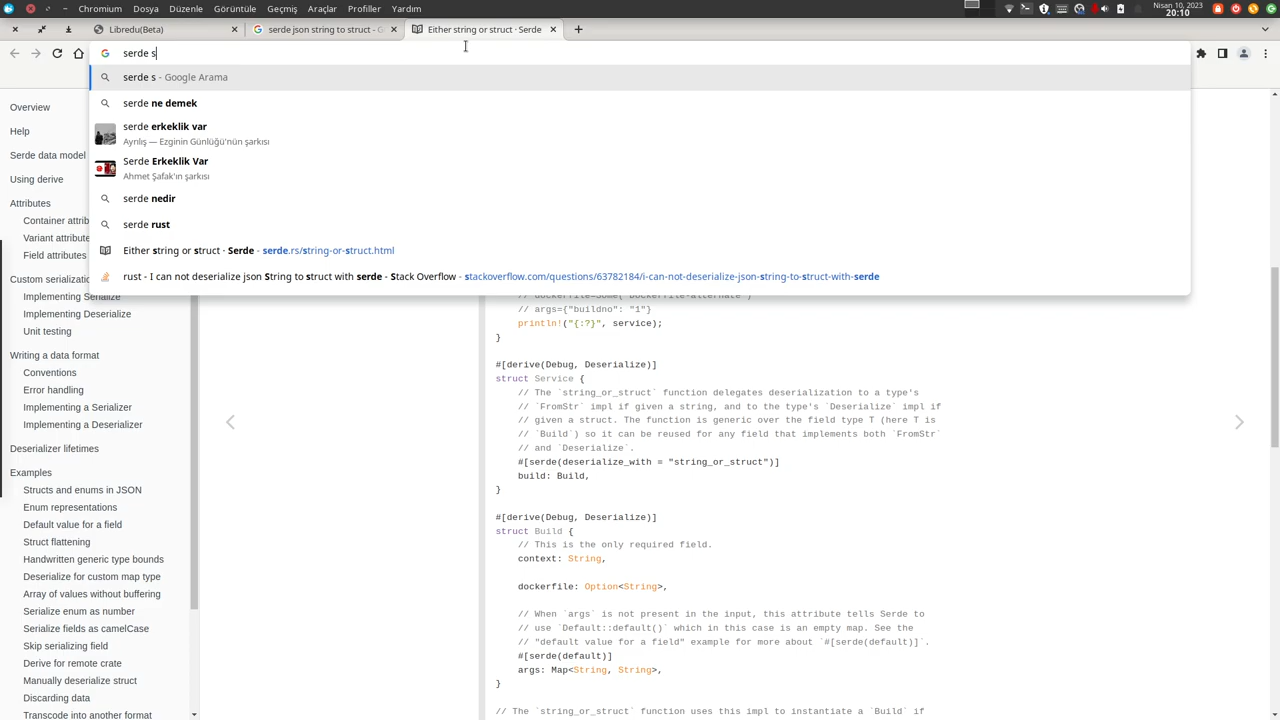 Chromium Dosya Düzenle Görüntüle Geçmiş Araçlar Profiller Yardım
Nisan 10, 2023
20:10
Libredu(Beta)
serde json string to struct - G
Either string or struct · Serde
serde s
serde s - Google Arama
serde ne demek
serde erkeklik var
Ayrılış — Ezginin Günlüğü'nün şarkısı
Serde Erkeklik Var
Ahmet Şafak'ın şarkısı
serde nedir
serde rust
Either string or struct · Serde - serde.rs/string-or-struct.html
rust - I can not deserialize json String to struct with serde - Stack Overflow - stackoverflow.com/questions/63782184/i-can-not-deserialize-json-string-to-struct-with-serde
Overview
Help
Serde data model
Using derive
Attributes
Container attrib
Variant attribute
Field attributes
Custom serializatio
Implementing Serialize
Implementing Deserialize
Unit testing
Writing a data format
Conventions
Error handling
Implementing a Serializer
Implementing a Deserializer
Deserializer lifetimes
Examples
Structs and enums in JSON
Enum representations
Default value for a field
Struct flattening
Handwritten generic type bounds
Deserialize for custom map type
Array of values without buffering
Serialize enum as number
Serialize fields as camelCase
Skip serializing field
Derive for remote crate
Manually deserialize struct
Discarding data
Transcode into another format
// dockerfile=Some("Dockerfile-alternate")
// args={"buildno": "1"}
println!("{:?}", service);
}
#[derive(Debug, Deserialize)]
struct Service {
// The `string_or_struct` function delegates deserialization to a type's
// `FromStr` impl if given a string, and to the type's `Deserialize` impl if
// given a struct. The function is generic over the field type T (here T is
// `Build`) so it can be reused for any field that implements both `FromStr`
// and `Deserialize`.
#[serde(deserialize_with = "string_or_struct")]
build: Build,
}
#[derive(Debug, Deserialize)]
struct Build {
// This is the only required field.
context: String,
dockerfile: Option<String>,
// When `args` is not present in the input, this attribute tells Serde to
// use `Default::default()` which in this case is an empty map. See the
// "default value for a field" example for more about `#[serde(default)]`.
#[serde(default)]
args: Map<String, String>,
}
// The `string_or_struct` function uses this impl to instantiate a `Build` if